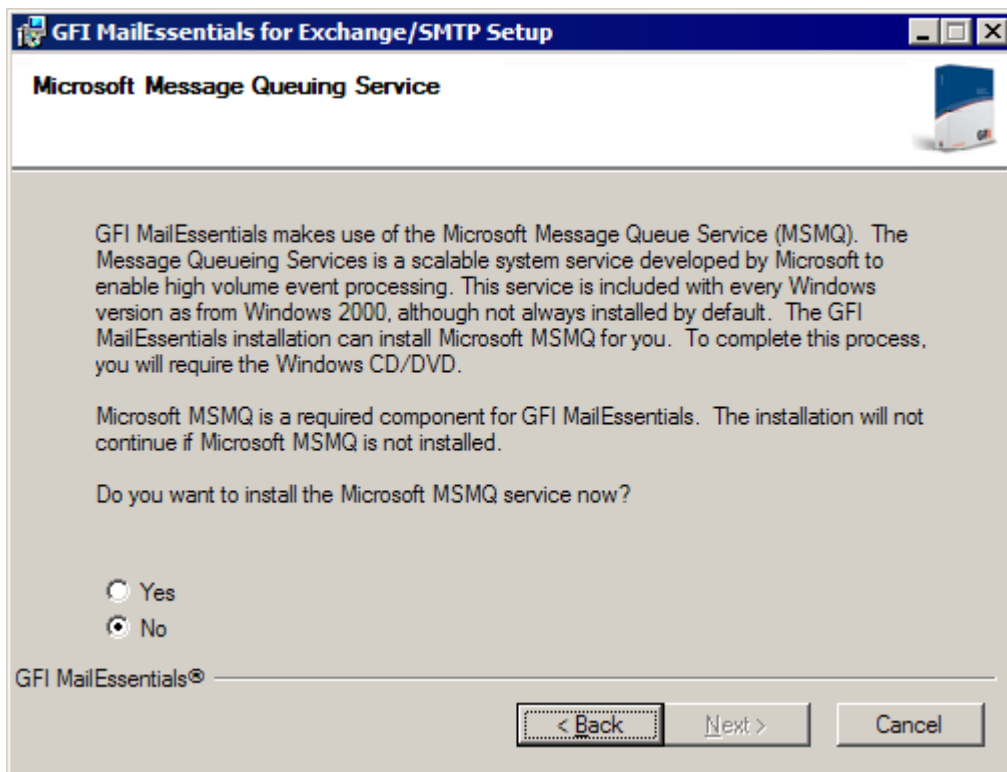 GFI MailEssentials for Exchange/SMTP Setup
Microsoft Message Queuing Service
GFI
GFI MailEssentials makes use of the Microsoft Message Queue Service (MSMQ). The
Message Queueing Services is a scalable system service developed by Microsoft to
enable high volume event processing. This service is included with every Windows
version as from Windows 2000, although not always installed by default. The GFI
MailEssentials installation can install Microsoft MSMQ for you. To complete this process,
you will require the Windows CD/DVD.
Microsoft MSMQ is a required component for GFI MailEssentials. The installation will not
continue if Microsoft MSMQ is not installed.
Do you want to install the Microsoft MSMQ service now?
Yes
No
GFI MailEssentials®
< Back
Next >
Cancel